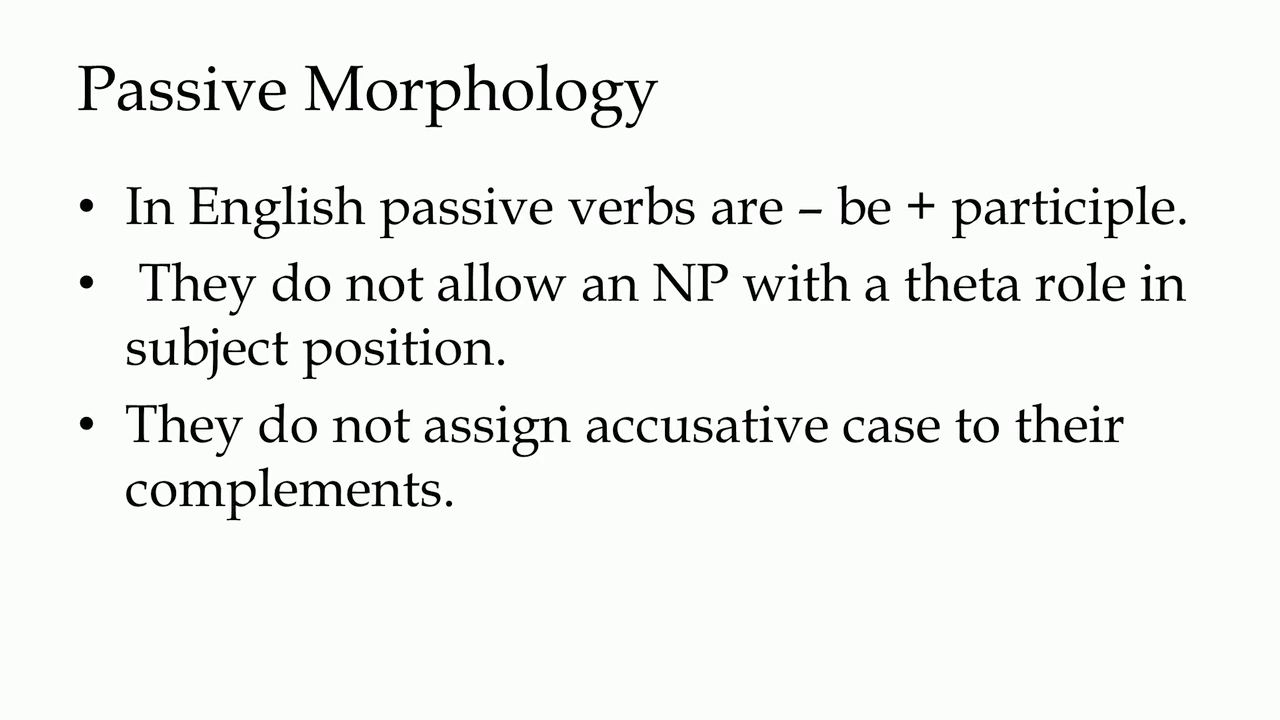 Passive Morphology
• In English passive verbs are – be + participle.
• They do not allow an NP with a theta role in
subject position.
• They do not assign accusative case to their
complements.